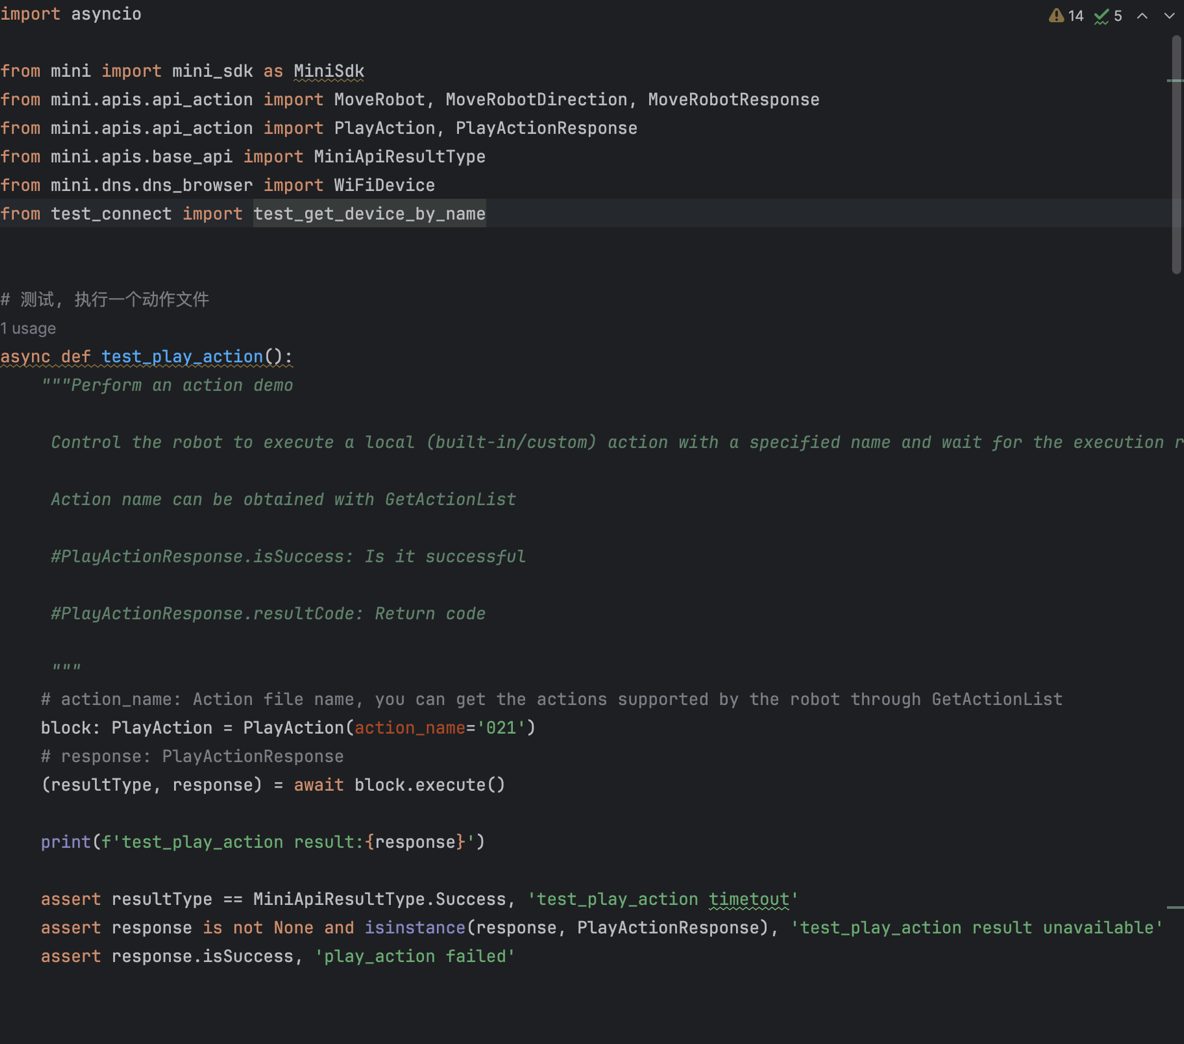 import asyncio
14 5
from mini import mini_sdk as MiniSdk
from mini.apis.api_action import MoveRobot, MoveRobotDirection, MoveRobotResponse
from mini.apis.api_action import PlayAction, PlayActionResponse
from mini.apis.base_api import MiniApiResultType
from mini.dns.dns_browser import WiFiDevice
from test_connect import test_get_device_by_name
# 测试, 执行一个动作文件
1 usage
async def test_play_action():
"""Perform an action demo
Control the robot to execute a local (built-in/custom) action with a specified name and wait for the execution r
Action name can be obtained with GetActionList
#PlayActionResponse.isSuccess: Is it successful
#PlayActionResponse.resultCode: Return code
"""
# action_name: Action file name, you can get the actions supported by the robot through GetActionList
block: PlayAction = PlayAction(action_name='021')
# response: PlayActionResponse
(resultType, response) = await block.execute()
print(f'test_play_action result:{response}')
assert resultType == MiniApiResultType.Success, 'test_play_action timetout'
assert response is not None and isinstance(response, PlayActionResponse), 'test_play_action result unavailable'
assert response.isSuccess, 'play_action failed'